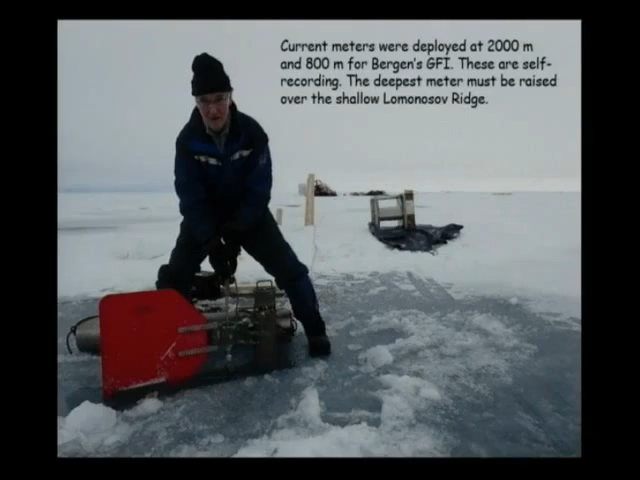 Current meters were deployed at 2000 m
and 800 m for Bergen's GFI. These are self-
recording. The deepest meter must be raised
over the shallow Lomonosov Ridge.